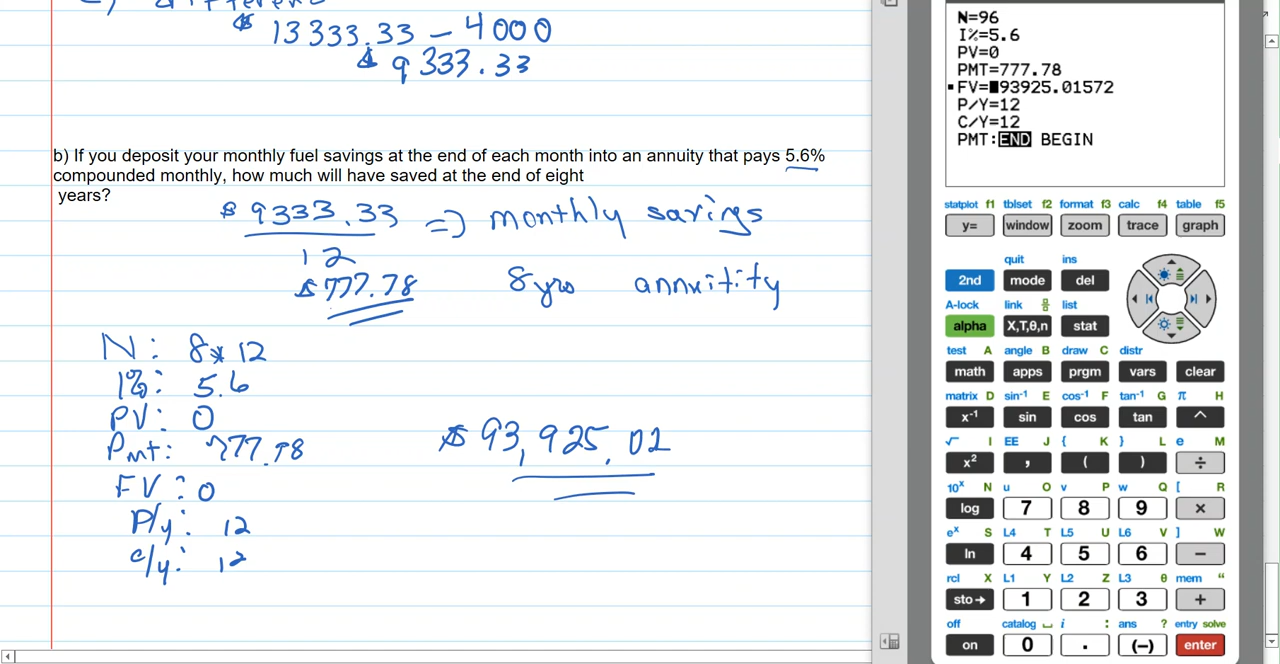 $ 13333.33 - 4000
$ 9333.33
b) If you deposit your monthly fuel savings at the end of each month into an annuity that pays 5.6%
compounded monthly, how much will have saved at the end of eight
years?
$ 9333.33 => monthly savings
12
$777.78 8yrs annuitity
N: 8* 12
I%: 5.6
PV: 0
Pmt: 777.78
FV: 0
P/y: 12
c/y: 12
$ 93,925.02
N=96
I%=5.6
PV=0
PMT=777.78
FV=93925.01572
P/Y=12
C/Y=12
PMT:END BEGIN
statplot f1 tblset f2 format f3 calc f4 table f5
y= window zoom trace graph
quit ins
2nd mode del
A-lock link list
alpha X,T,θ,n stat
test A angle B draw C distr
math apps prgm vars clear
matrix D sin-1 E cos-1 F tan-1 G π H
x-1 sin cos tan ^
√ I EE J { K } L e M
x² , ( ) ÷
10x N u O v P w Q [ R
log 7 8 9 ×
ex S L4 T L5 U L6 V ] W
ln 4 5 6 −
rcl X L1 Y L2 Z L3 θ mem “
sto→ 1 2 3 +
off catalog ⎵ i : ans ? entry solve
on 0 . (−) enter